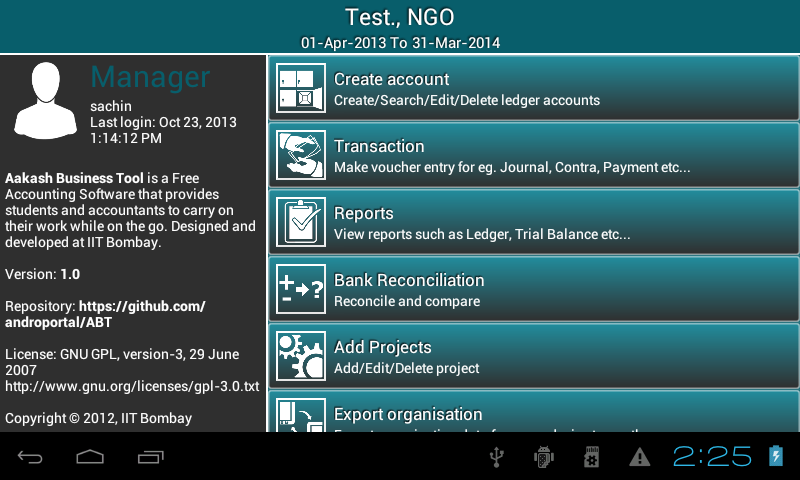 Test., NGO
01-Apr-2013 To 31-Mar-2014
Manager
sachin
Last login: Oct 23, 2013
1:14:12 PM
Aakash Business Tool is a Free
Accounting Software that provides
students and accountants to carry on
their work while on the go. Designed and
developed at IIT Bombay.
Version: 1.0
Repository: https://github.com/
androportal/ABT
License: GNU GPL, version-3, 29 June
2007
http://www.gnu.org/licenses/gpl-3.0.txt
Copyright © 2012, IIT Bombay
Create account
Create/Search/Edit/Delete ledger accounts
Transaction
Make voucher entry for eg. Journal, Contra, Payment etc...
Reports
View reports such as Ledger, Trial Balance etc...
Bank Reconciliation
Reconcile and compare
Add Projects
Add/Edit/Delete project
Export organisation
2:25